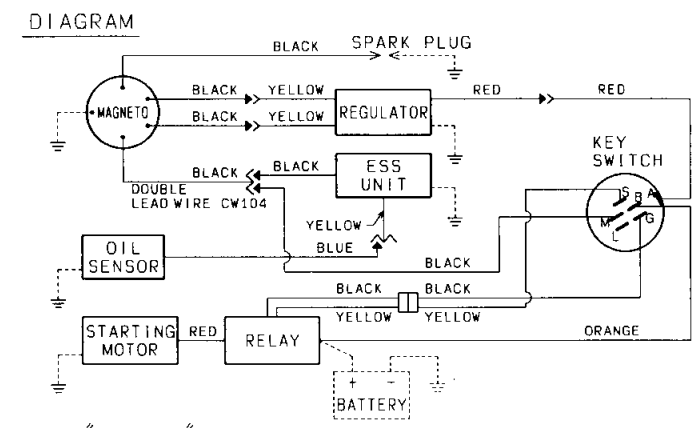 DIAGRAM
BLACK
SPARK PLUG
BLACK
YELLOW
RED
RED
MAGNETO
REGULATOR
BLACK
YELLOW
KEY
SWITCH
BLACK
BLACK
ESS
UNIT
DOUBLE
LEAD WIRE CW104
S
B
A
M
G
L
YELLOW
BLUE
OIL
SENSOR
BLACK
BLACK
BLACK
YELLOW
YELLOW
STARTING
MOTOR
RED
RELAY
ORANGE
+
−
BATTERY